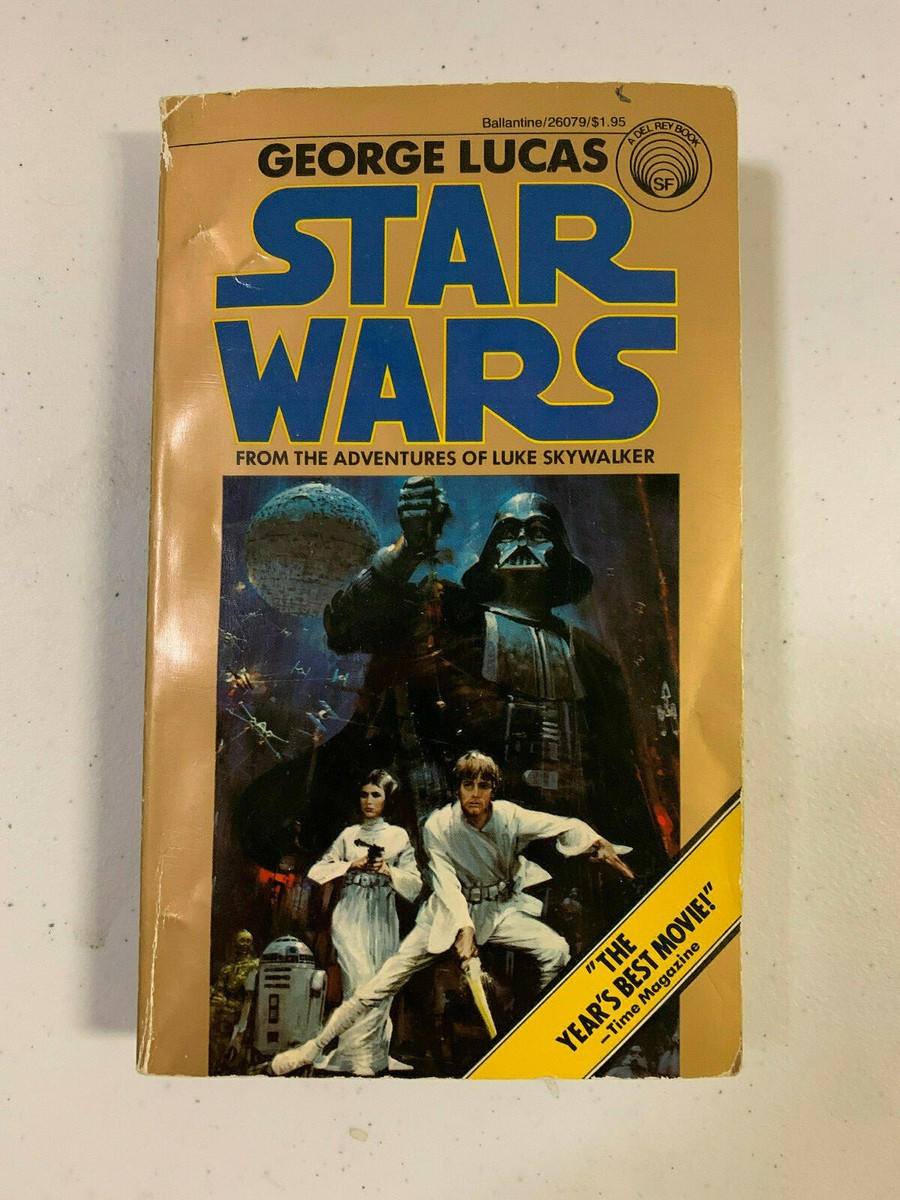 Ballantine/26079/$1.95
A DEL REY BOOK
SF
GEORGE LUCAS
STAR
WARS
FROM THE ADVENTURES OF LUKE SKYWALKER
"THE
YEAR'S BEST MOVIE!"
—Time Magazine